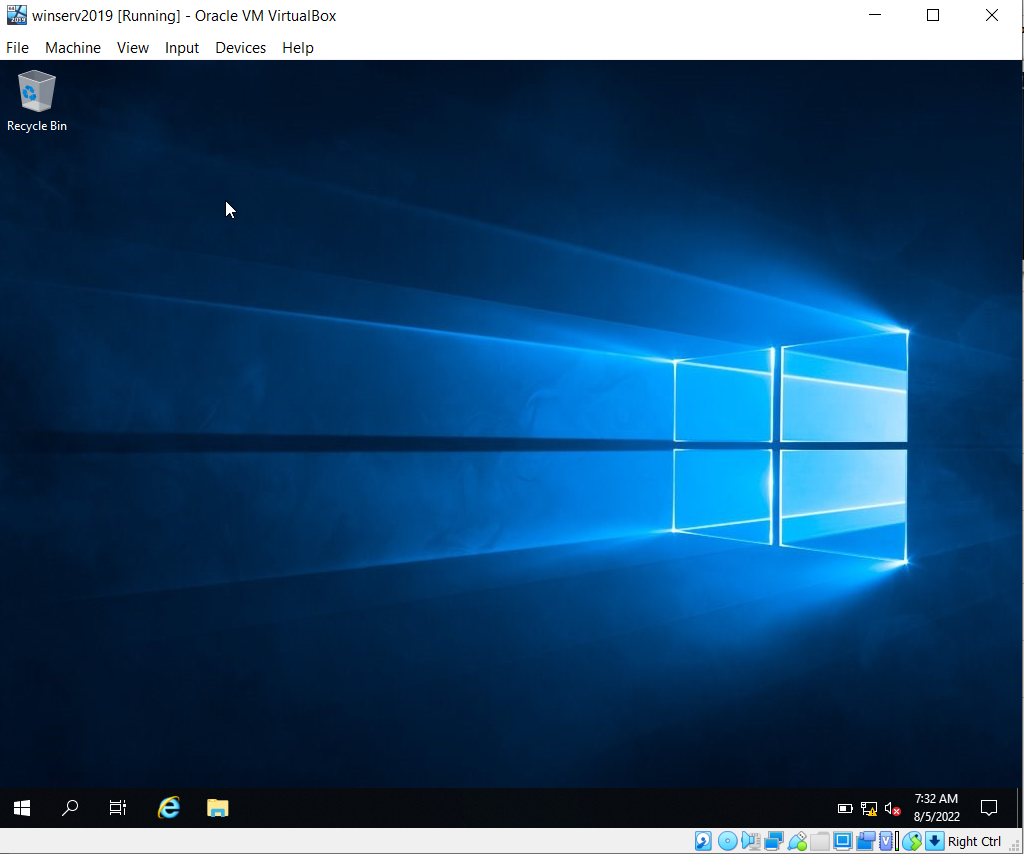 winserv2019 [Running] - Oracle VM VirtualBox
File Machine View Input Devices Help
Recycle Bin
7:32 AM
8/5/2022
Right Ctrl